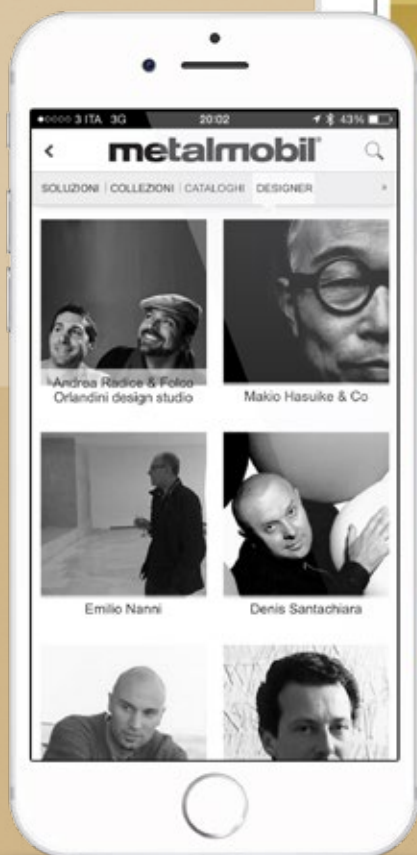 3 ITA 3G 20:02 43%
metalmobil®
SOLUZIONI | COLLEZIONI | CATALOGHI | DESIGNER
Andrea Radice & Folco
Orlandini design studio
Makio Hasuike & Co
Emilio Nanni
Denis Santachiara